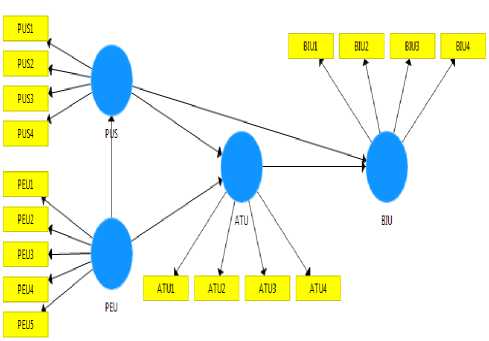 PUS1
PUS2
PUS3
PUS4
PUS
BIU1 BIU2 BIU3 BIU4
PEU1
PEU2
PEU3
PEU4
PEU5
PEU
ATU
BIU
ATU1 ATU2 ATU3 ATU4